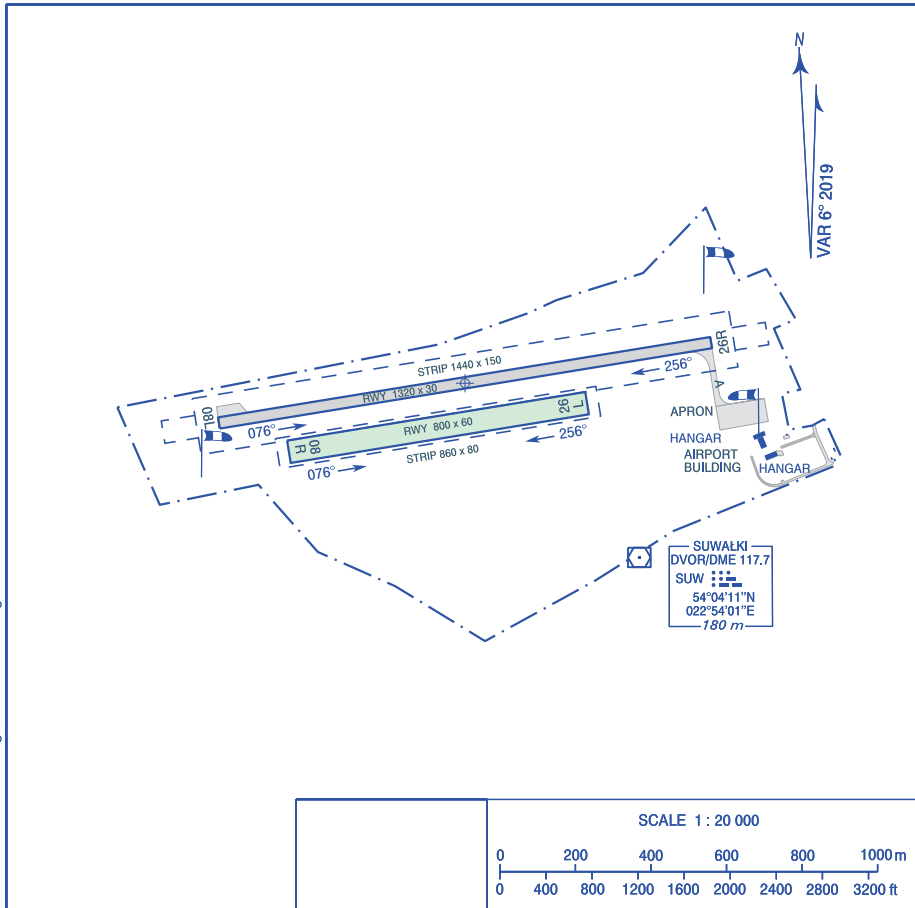 N
VAR 6° 2019
STRIP 1440 x 150
RWY 1320 x 30
26R
256°
A
08L
076°
RWY 800 x 60
26
L
08
R
256°
STRIP 860 x 80
076°
APRON
HANGAR
AIRPORT
BUILDING
HANGAR
SUWAŁKI
DVOR/DME 117.7
SUW
54°04'11"N
022°54'01"E
180 m
SCALE 1 : 20 000
0 200 400 600 800 1000 m
0 400 800 1200 1600 2000 2400 2800 3200 ft